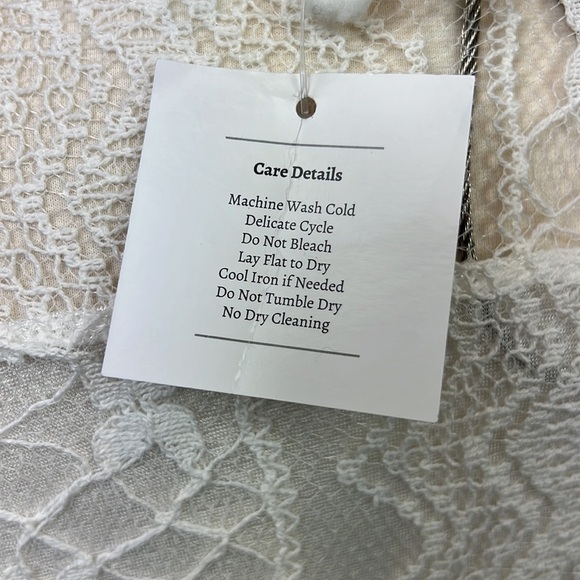 Care Details
Machine Wash Cold
Delicate Cycle
Do Not Bleach
Lay Flat to Dry
Cool Iron if Needed
Do Not Tumble Dry
No Dry Cleaning